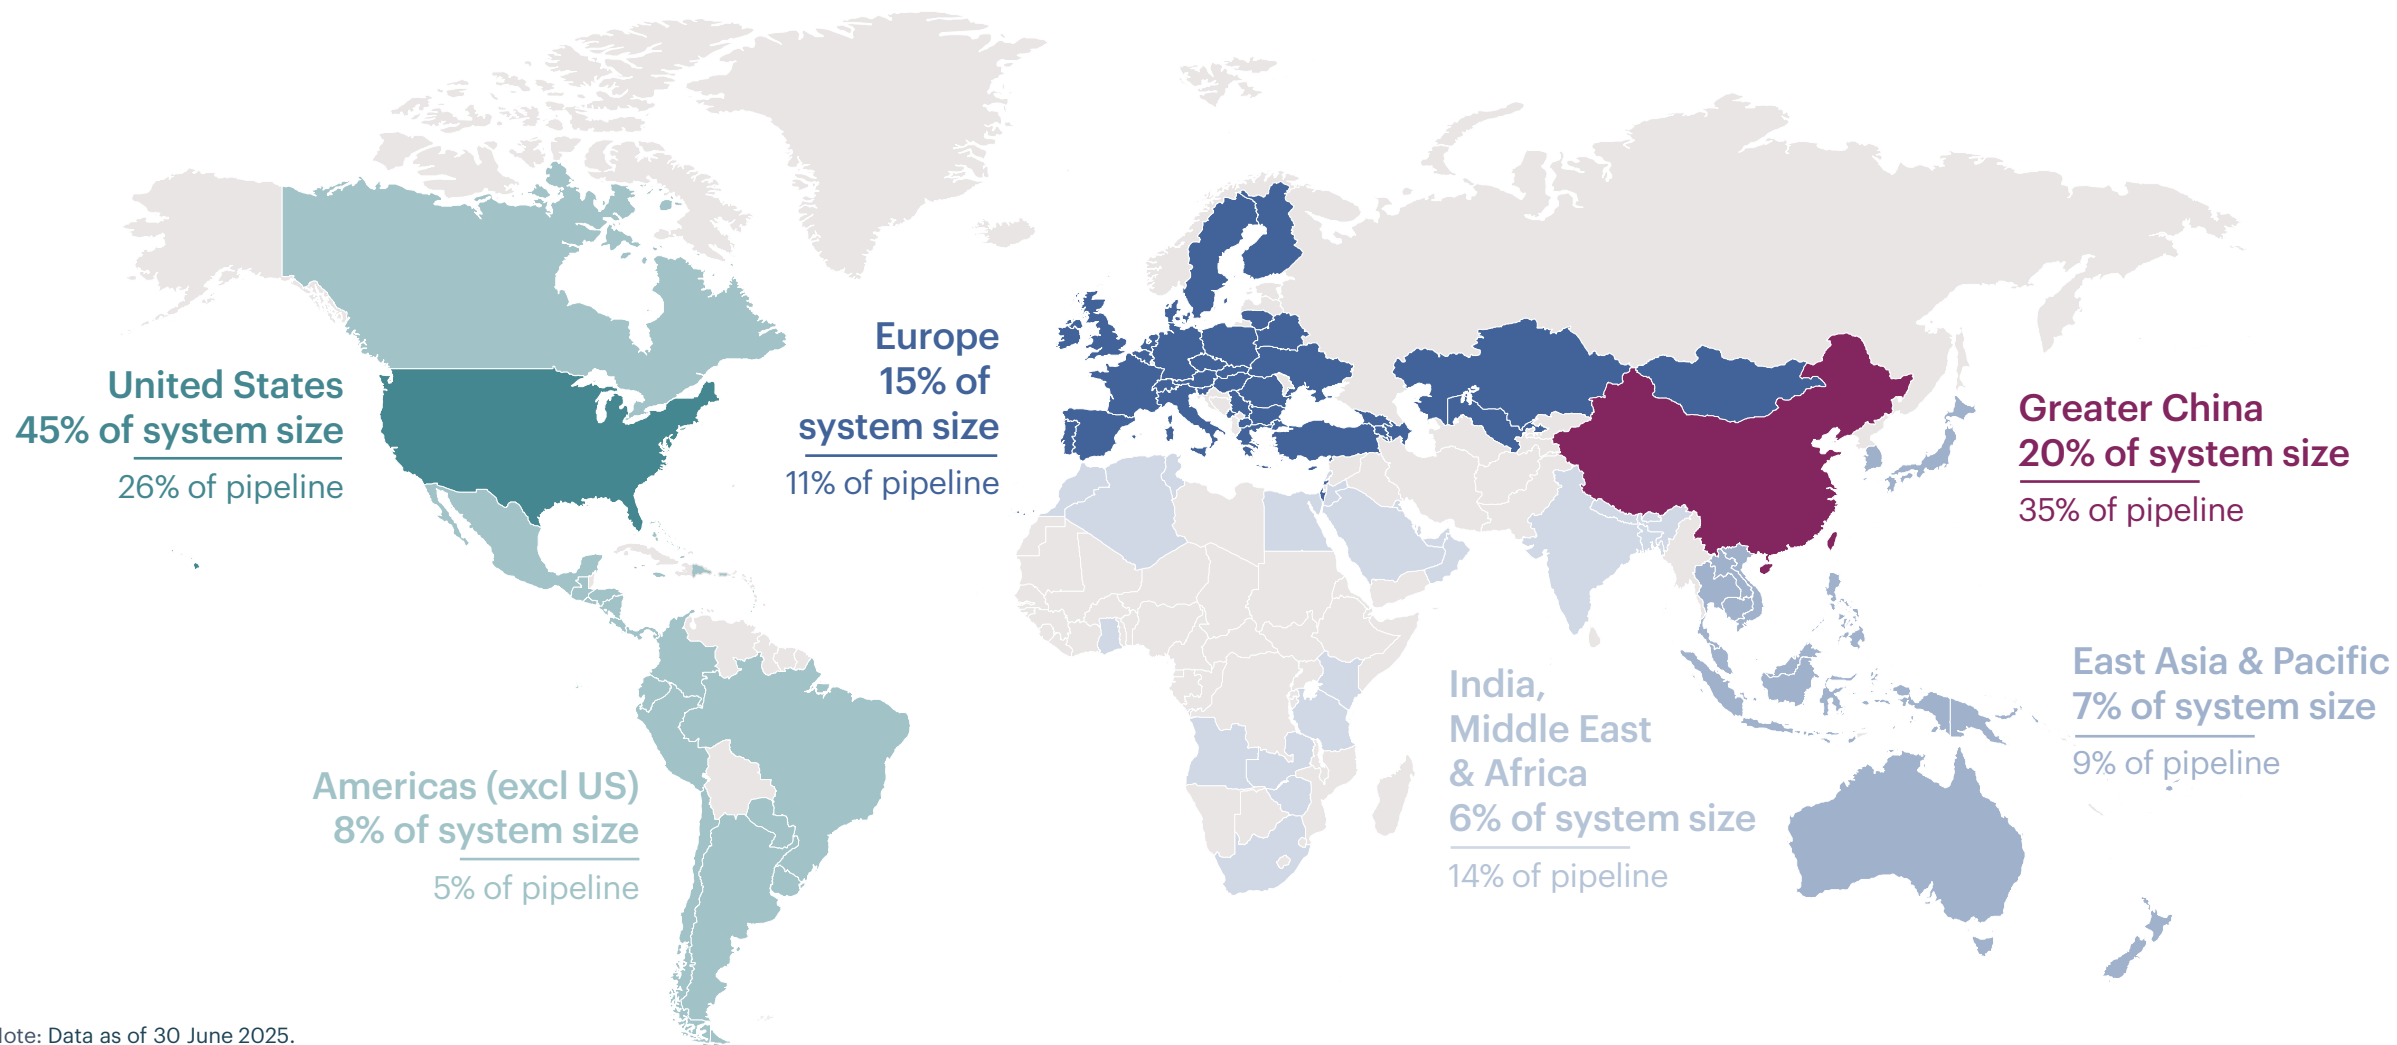 United States
45% of system size
26% of pipeline
Europe
15% of
system size
11% of pipeline
Greater China
20% of system size
35% of pipeline
Americas (excl US)
8% of system size
5% of pipeline
India,
Middle East
& Africa
6% of system size
14% of pipeline
East Asia & Pacific
7% of system size
9% of pipeline
ote: Data as of 30 June 2025.